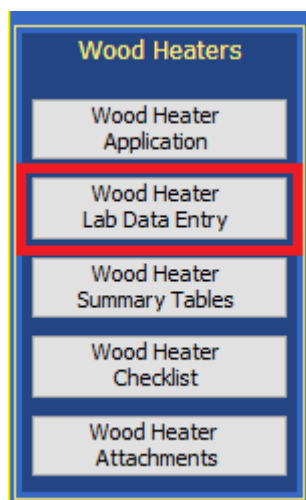 Wood Heaters
Wood Heater
Application
Wood Heater
Lab Data Entry
Wood Heater
Summary Tables
Wood Heater
Checklist
Wood Heater
Attachments